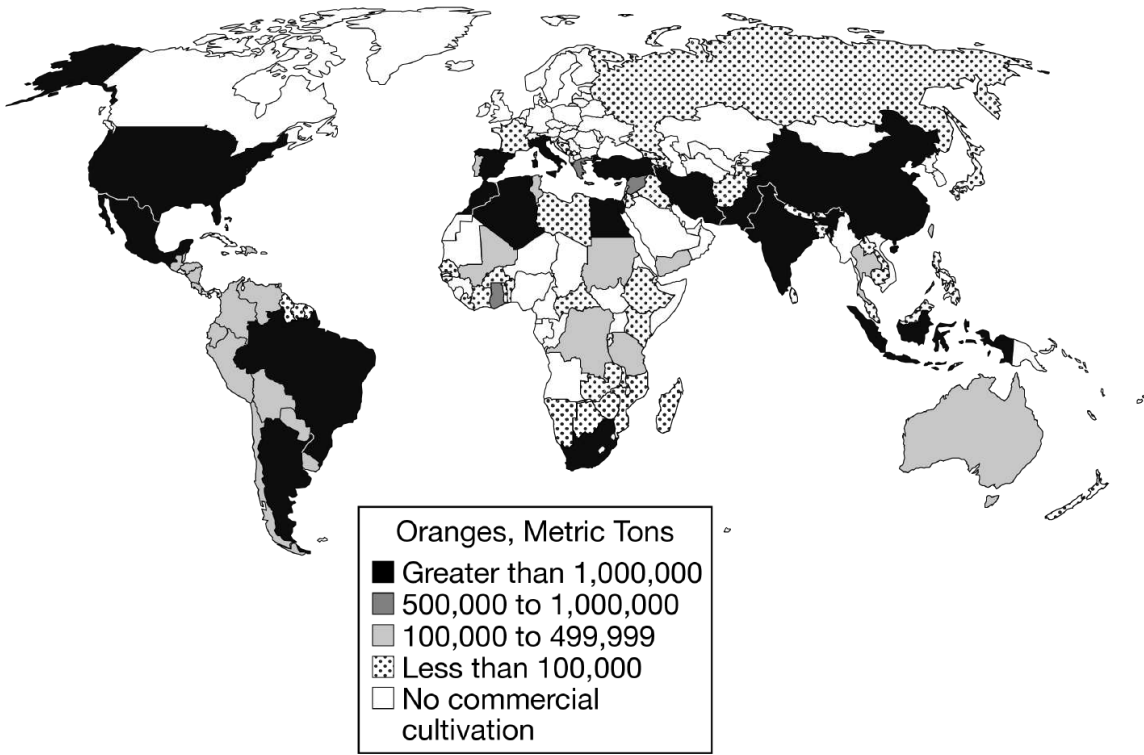 Oranges, Metric Tons
Greater than 1,000,000
500,000 to 1,000,000
100,000 to 499,999
Less than 100,000
No commercial
cultivation